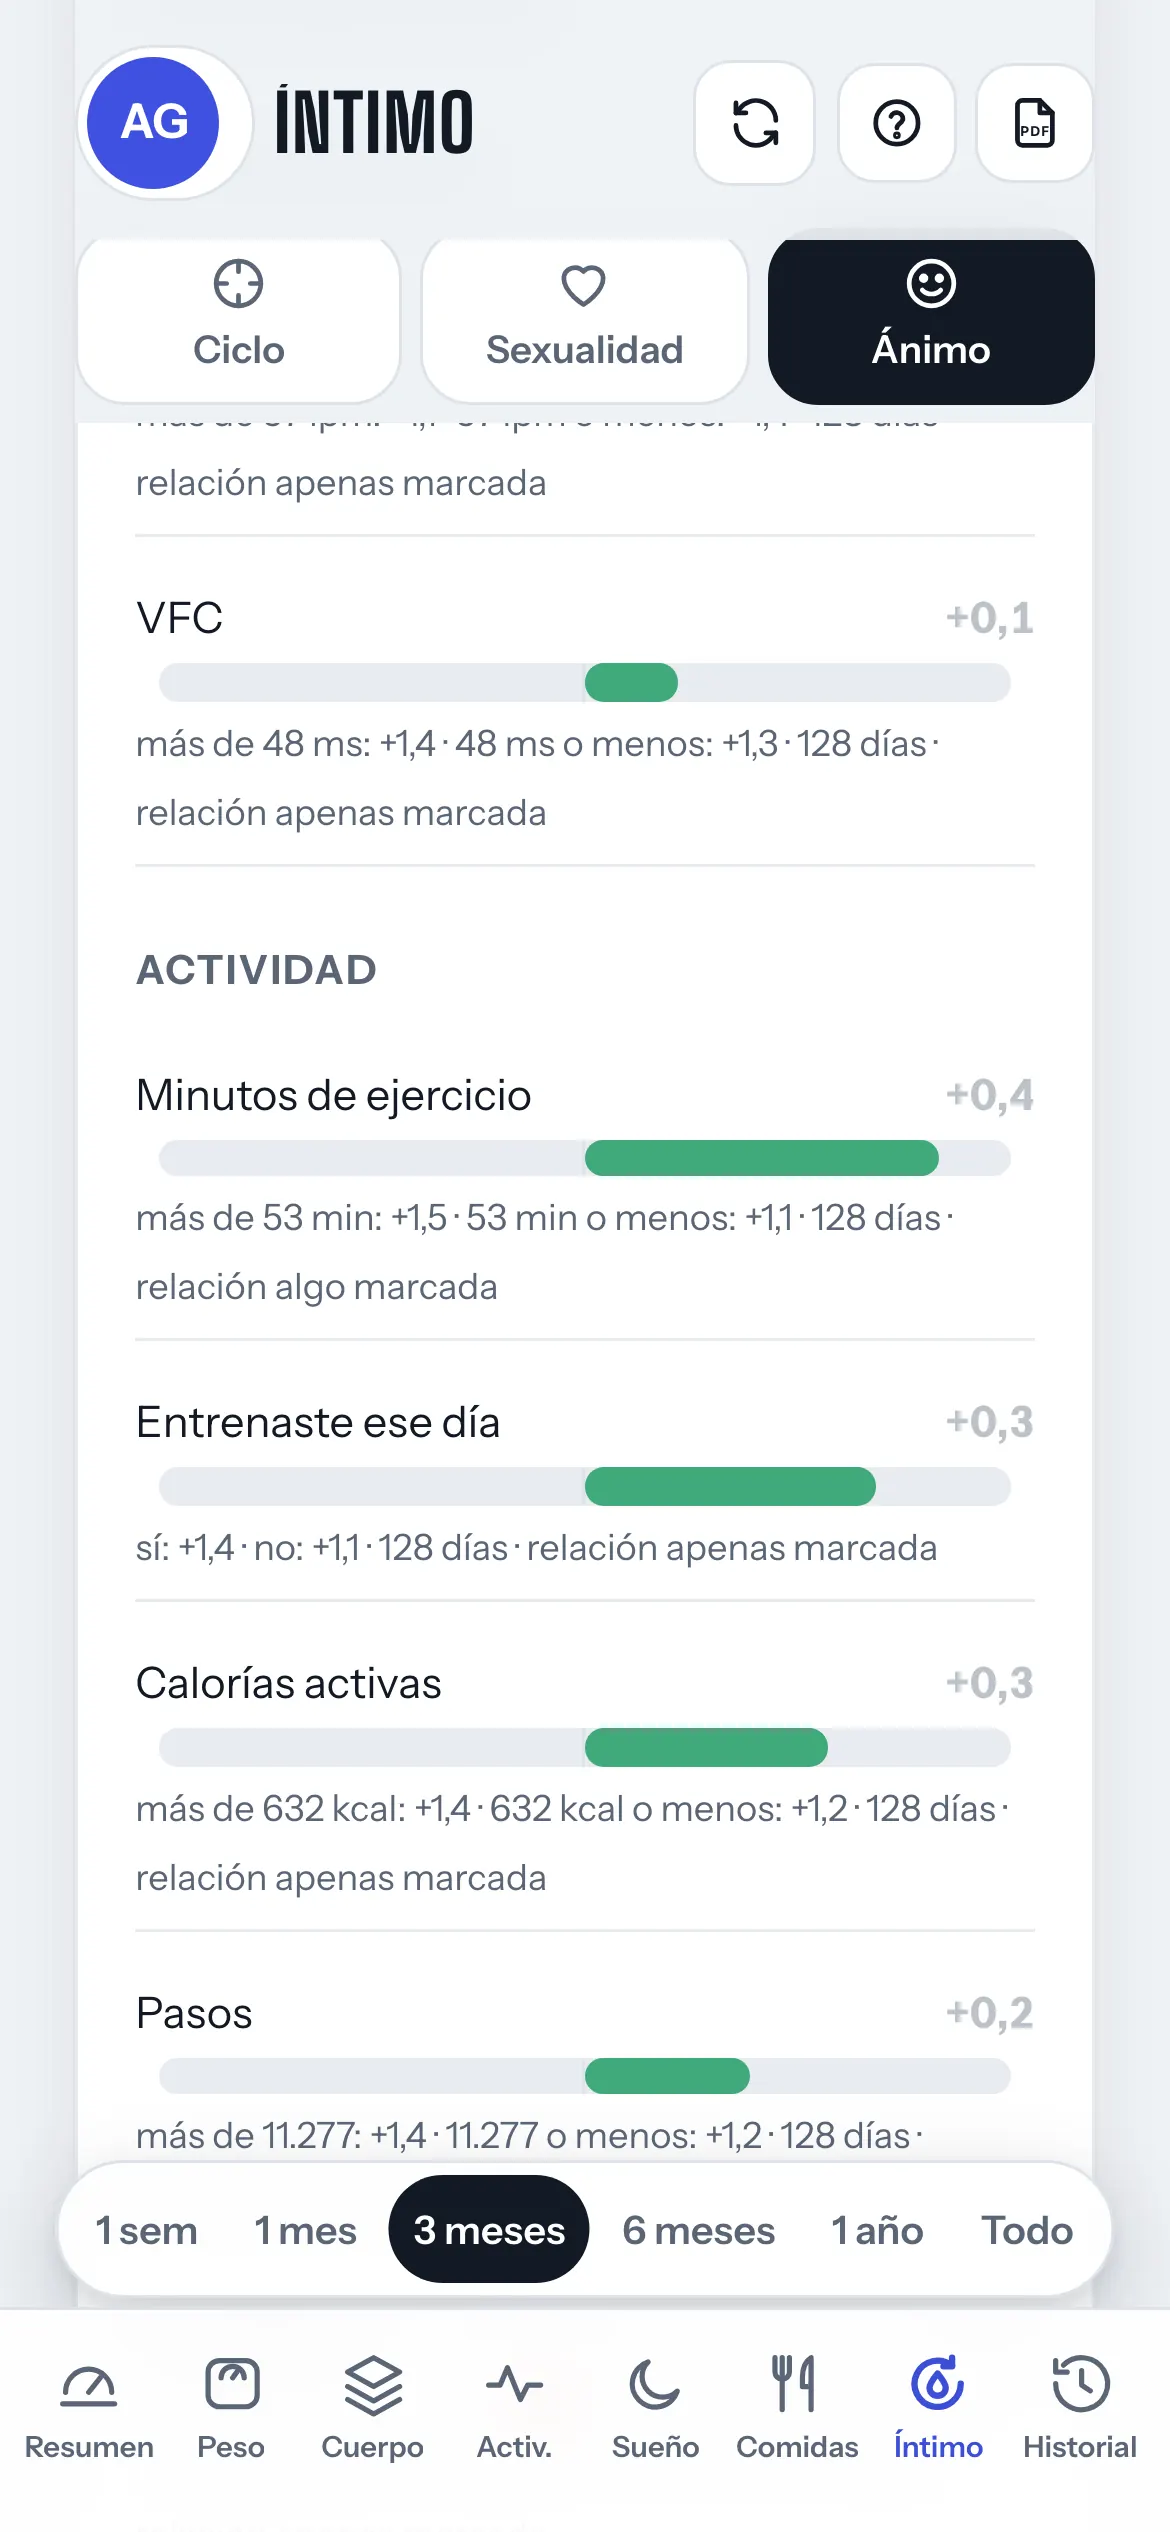 AG
ÍNTIMO
PDF
Ciclo
Sexualidad
Ánimo
relación apenas marcada
VFC
+0,1
más de 48 ms: +1,4 · 48 ms o menos: +1,3 · 128 días ·
relación apenas marcada
ACTIVIDAD
Minutos de ejercicio
+0,4
más de 53 min: +1,5 · 53 min o menos: +1,1 · 128 días ·
relación algo marcada
Entrenaste ese día
+0,3
sí: +1,4 · no: +1,1 · 128 días · relación apenas marcada
Calorías activas
+0,3
más de 632 kcal: +1,4 · 632 kcal o menos: +1,2 · 128 días ·
relación apenas marcada
Pasos
+0,2
más de 11.277: +1,4 · 11.277 o menos: +1,2 · 128 días ·
1 sem
1 mes
3 meses
6 meses
1 año
Todo
Resumen
Peso
Cuerpo
Activ.
Sueño
Comidas
Íntimo
Historial